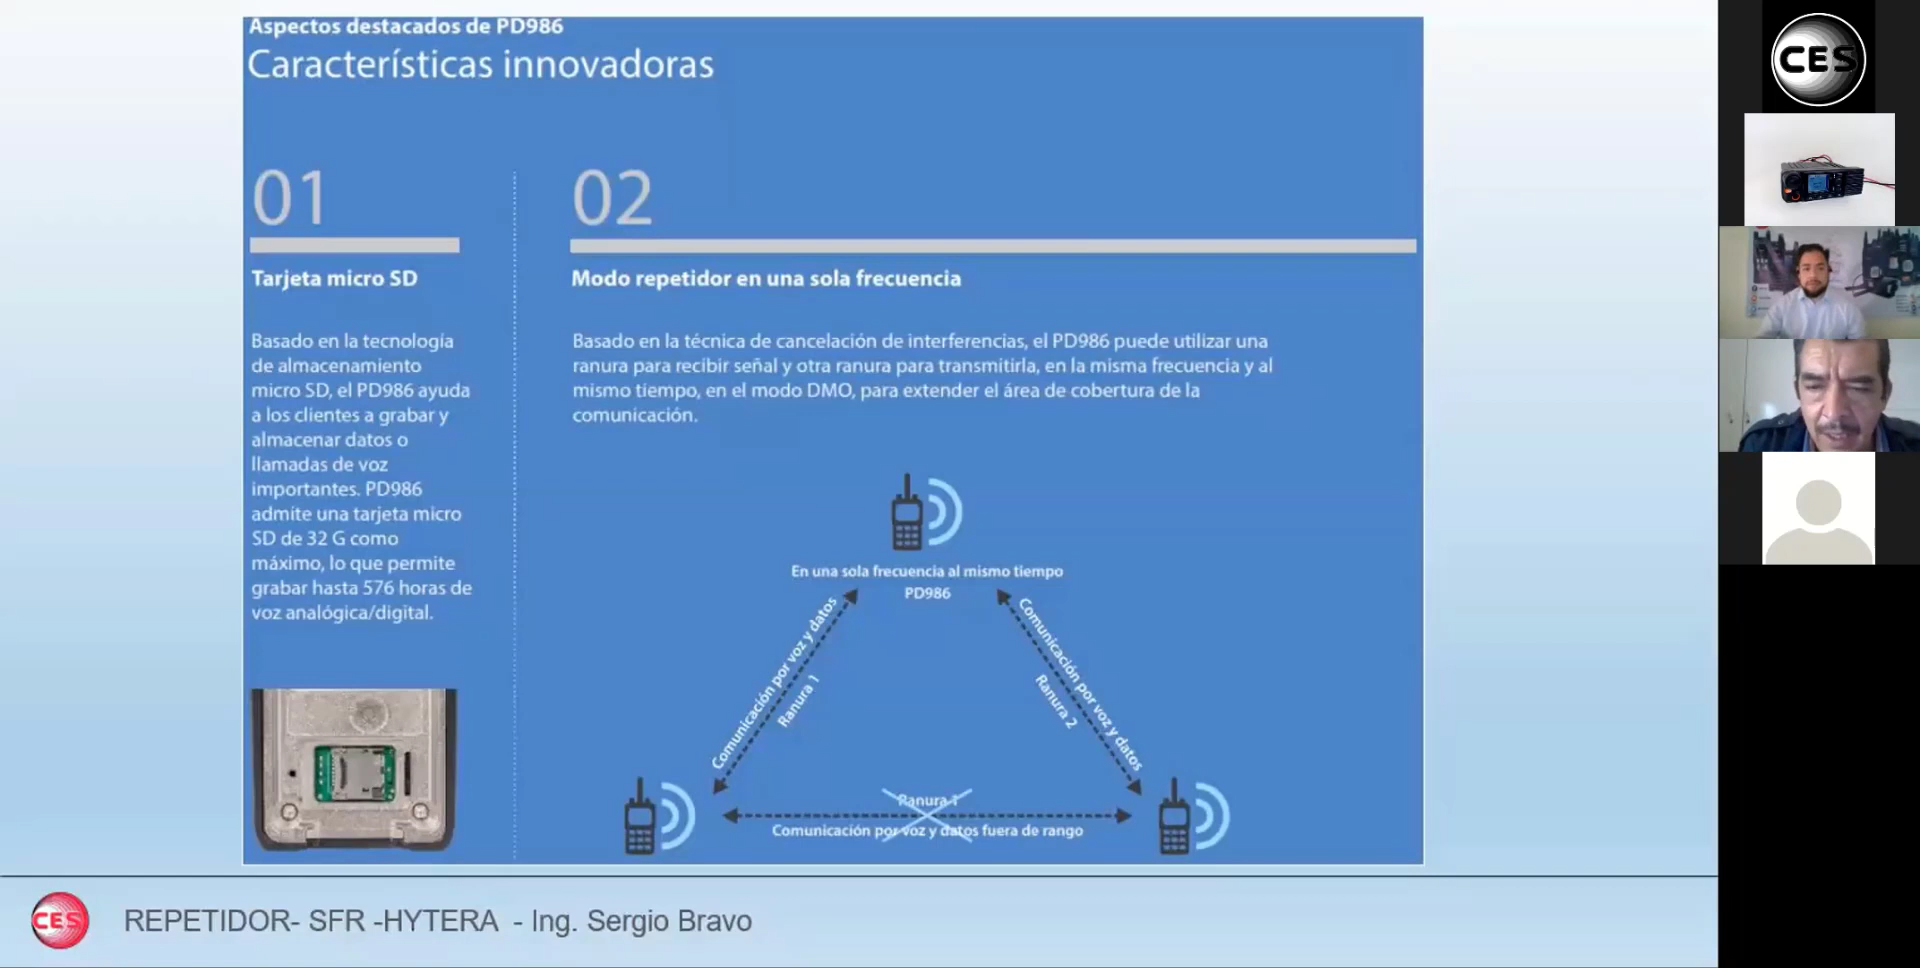 Aspectos destacados de PD986
Características innovadoras
01
Tarjeta micro SD
Basado en la tecnología
de almacenamiento
micro SD, el PD986 ayuda
a los clientes a grabar y
almacenar datos o
llamadas de voz
importantes. PD986
admite una tarjeta micro
SD de 32 G como
máximo, lo que permite
grabar hasta 576 horas de
voz analógica/digital.
02
Modo repetidor en una sola frecuencia
Basado en la técnica de cancelación de interferencias, el PD986 puede utilizar una
ranura para recibir señal y otra ranura para transmitirla, en la misma frecuencia y al
mismo tiempo, en el modo DMO, para extender el área de cobertura de la
comunicación.
En una sola frecuencia al mismo tiempo
PD986
Comunicación por voz y datos
Ranura 1
Comunicación por voz y datos
Ranura 2
Ranura 1
Comunicación por voz y datos fuera de rango
CES
REPETIDOR- SFR -HYTERA - Ing. Sergio Bravo
CES